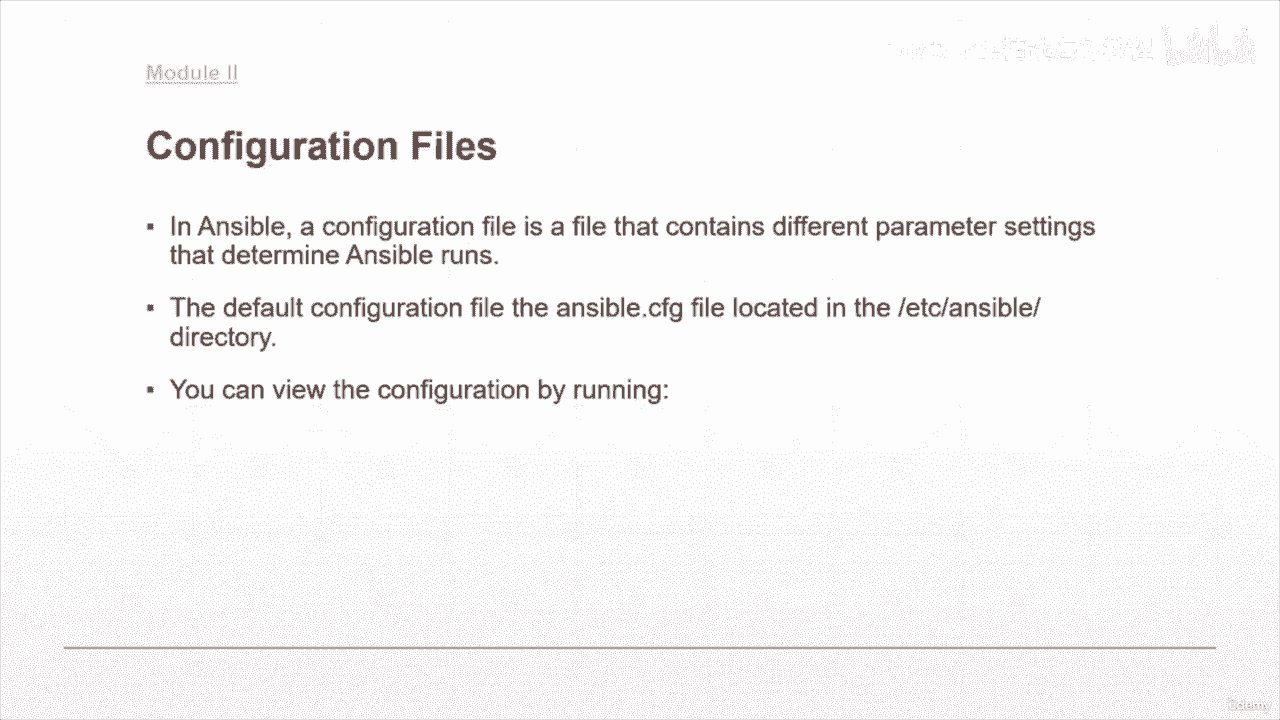 Module II
Configuration Files
▪ In Ansible, a configuration file is a file that contains different parameter settings
that determine Ansible runs.
▪ The default configuration file the ansible.cfg file located in the /etc/ansible/
directory.
▪ You can view the configuration by running:
Udemy